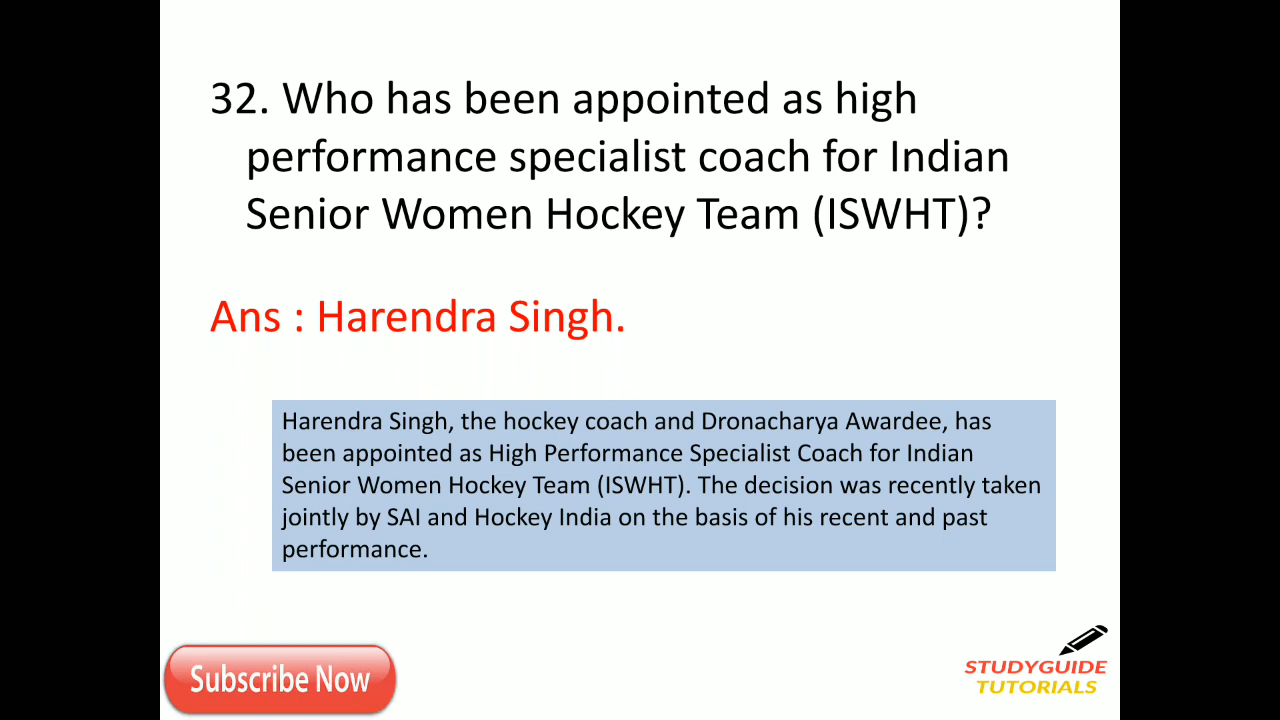 32. Who has been appointed as high
performance specialist coach for Indian
Senior Women Hockey Team (ISWHT)?
Ans : Harendra Singh.
Harendra Singh, the hockey coach and Dronacharya Awardee, has
been appointed as High Performance Specialist Coach for Indian
Senior Women Hockey Team (ISWHT). The decision was recently taken
jointly by SAI and Hockey India on the basis of his recent and past
performance.
Subscribe Now
STUDYGUIDE
TUTORIALS